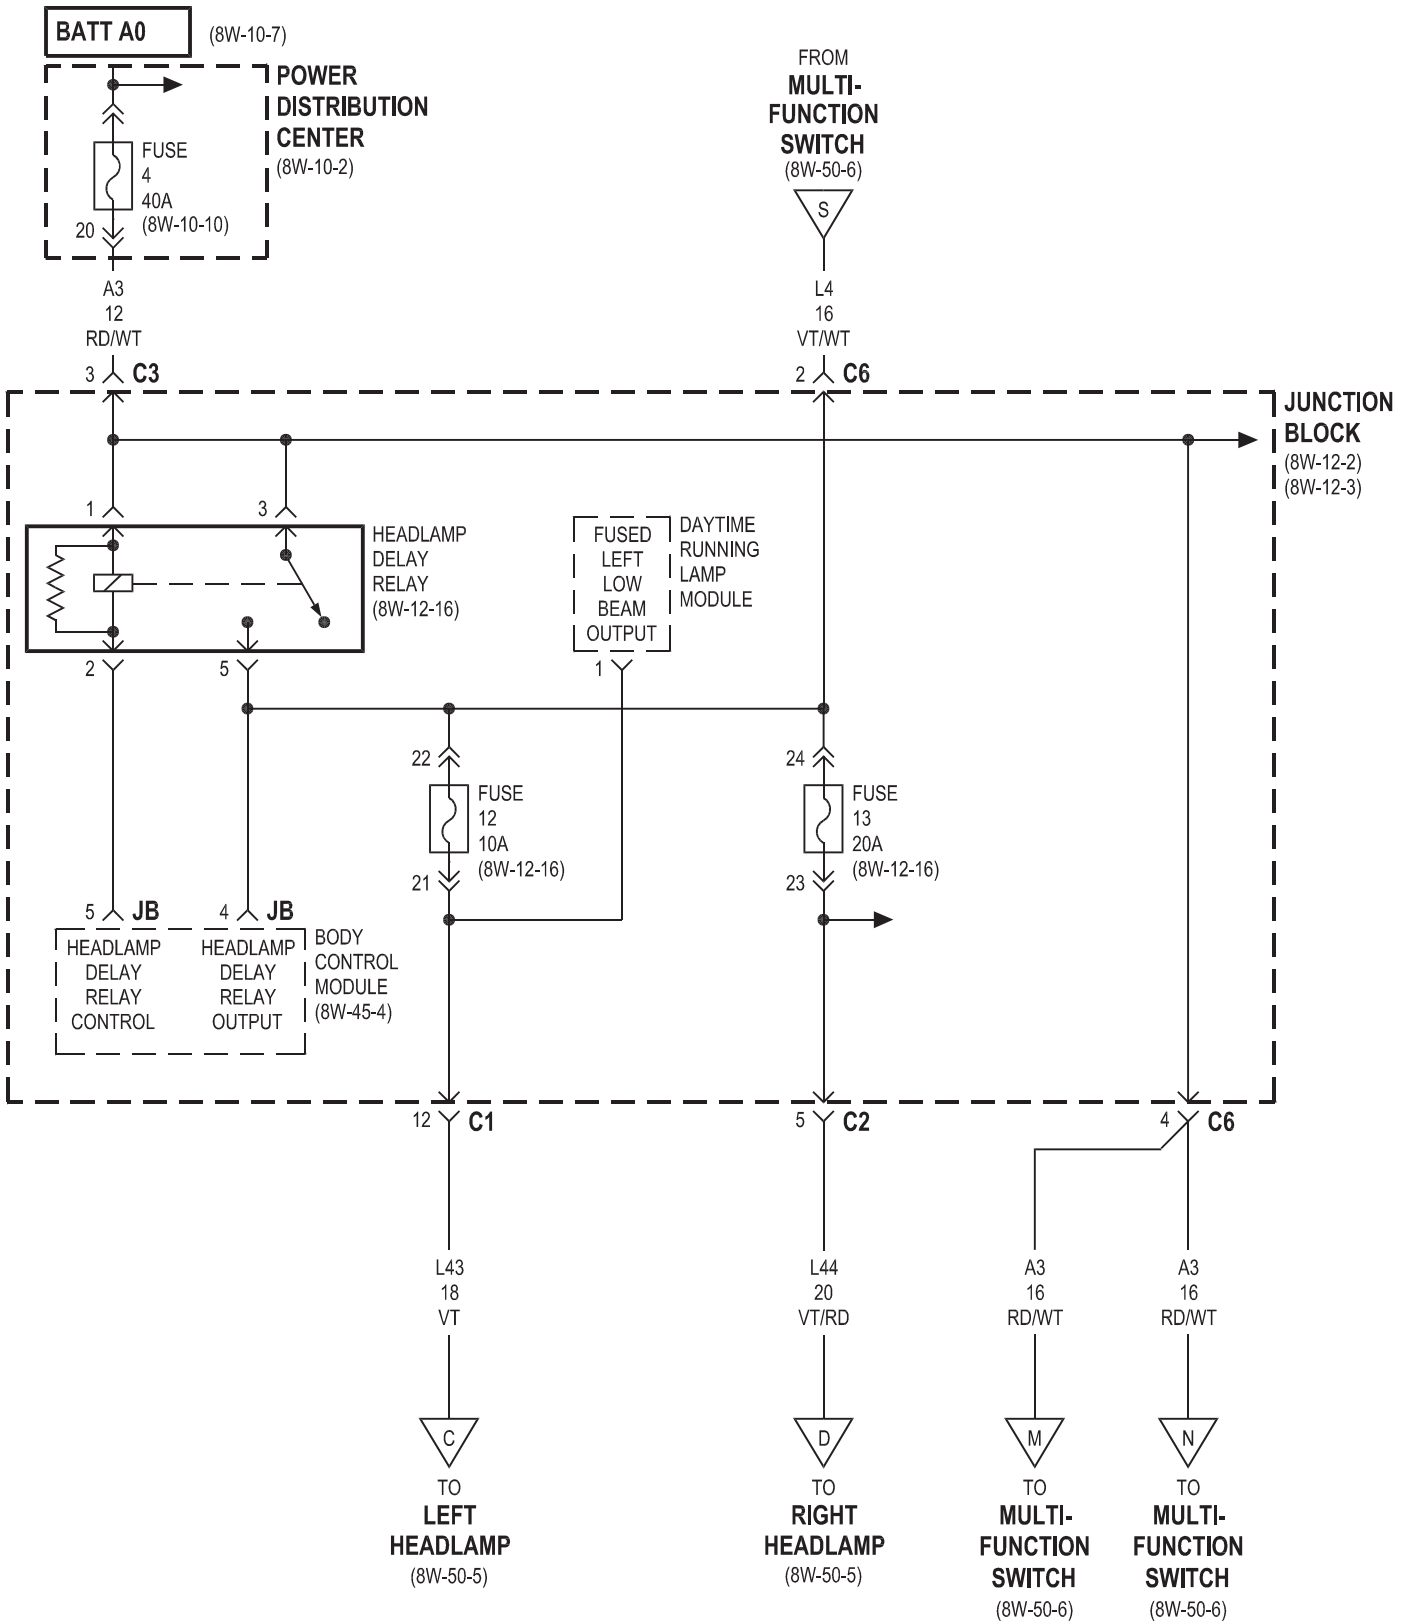 BATT A0
(8W-10-7)
POWER
DISTRIBUTION
CENTER
(8W-10-2)
FUSE
4
40A
(8W-10-10)
20
A3
12
RD/WT
3
C3
FROM
MULTI-
FUNCTION
SWITCH
(8W-50-6)
S
L4
16
VT/WT
2
C6
JUNCTION
BLOCK
(8W-12-2)
(8W-12-3)
1
3
HEADLAMP
DELAY
RELAY
(8W-12-16)
2
5
FUSED
LEFT
LOW
BEAM
OUTPUT
DAYTIME
RUNNING
LAMP
MODULE
1
22
FUSE
12
10A
(8W-12-16)
21
24
FUSE
13
20A
(8W-12-16)
23
5
JB
4
JB
HEADLAMP
DELAY
RELAY
CONTROL
HEADLAMP
DELAY
RELAY
OUTPUT
BODY
CONTROL
MODULE
(8W-45-4)
12
C1
5
C2
4
C6
L43
18
VT
L44
20
VT/RD
A3
16
RD/WT
A3
16
RD/WT
C
TO
LEFT
HEADLAMP
(8W-50-5)
D
TO
RIGHT
HEADLAMP
(8W-50-5)
M
TO
MULTI-
FUNCTION
SWITCH
(8W-50-6)
N
TO
MULTI-
FUNCTION
SWITCH
(8W-50-6)